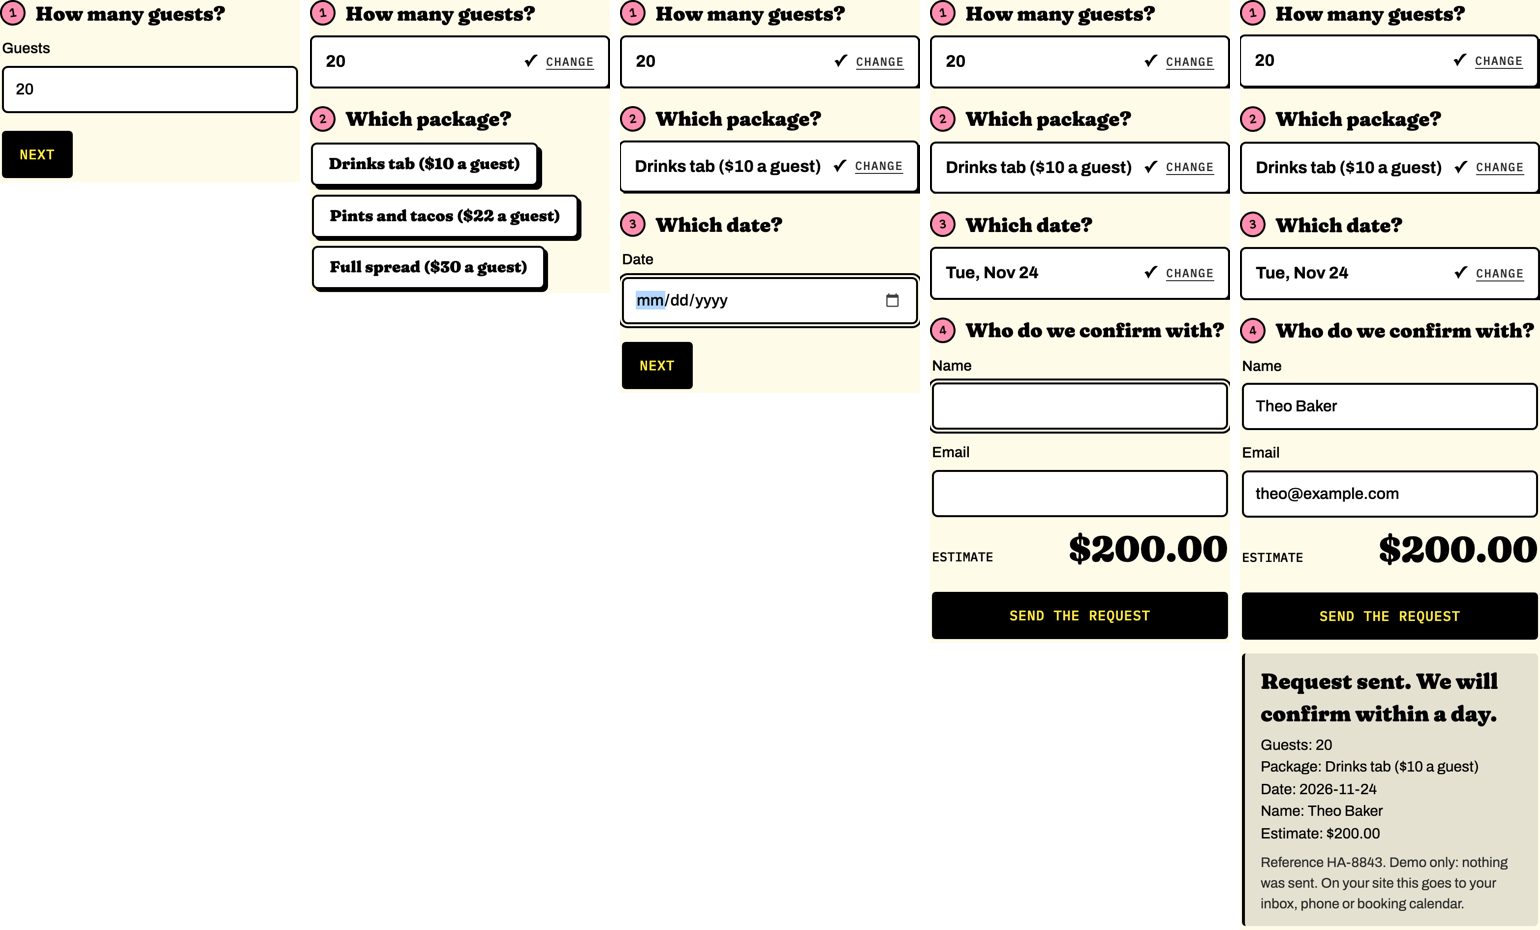 1 How many guests?
Guests
20
NEXT
1 How many guests?
20 ✓ CHANGE
2 Which package?
Drinks tab ($10 a guest)
Pints and tacos ($22 a guest)
Full spread ($30 a guest)
1 How many guests?
20 ✓ CHANGE
2 Which package?
Drinks tab ($10 a guest) ✓ CHANGE
3 Which date?
Date
mm/dd/yyyy
NEXT
1 How many guests?
20 ✓ CHANGE
2 Which package?
Drinks tab ($10 a guest) ✓ CHANGE
3 Which date?
Tue, Nov 24 ✓ CHANGE
4 Who do we confirm with?
Name
Email
ESTIMATE $200.00
SEND THE REQUEST
1 How many guests?
20 ✓ CHANGE
2 Which package?
Drinks tab ($10 a guest) ✓ CHANGE
3 Which date?
Tue, Nov 24 ✓ CHANGE
4 Who do we confirm with?
Name
Theo Baker
Email
theo@example.com
ESTIMATE $200.00
SEND THE REQUEST
Request sent. We will
confirm within a day.
Guests: 20
Package: Drinks tab ($10 a guest)
Date: 2026-11-24
Name: Theo Baker
Estimate: $200.00
Reference HA-8843. Demo only: nothing
was sent. On your site this goes to your
inbox, phone or booking calendar.